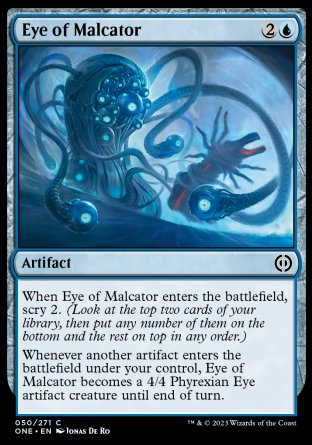 Eye of Malcator 2
Artifact
When Eye of Malcator enters the battlefield,
scry 2. (Look at the top two cards of your
library, then put any number of them on the
bottom and the rest on top in any order.)
Whenever another artifact enters the
battlefield under your control, Eye of
Malcator becomes a 4/4 Phyrexian Eye
artifact creature until end of turn.
050/271 C
ONE • EN Jonas De Ro
™ & © 2023 Wizards of the Coast